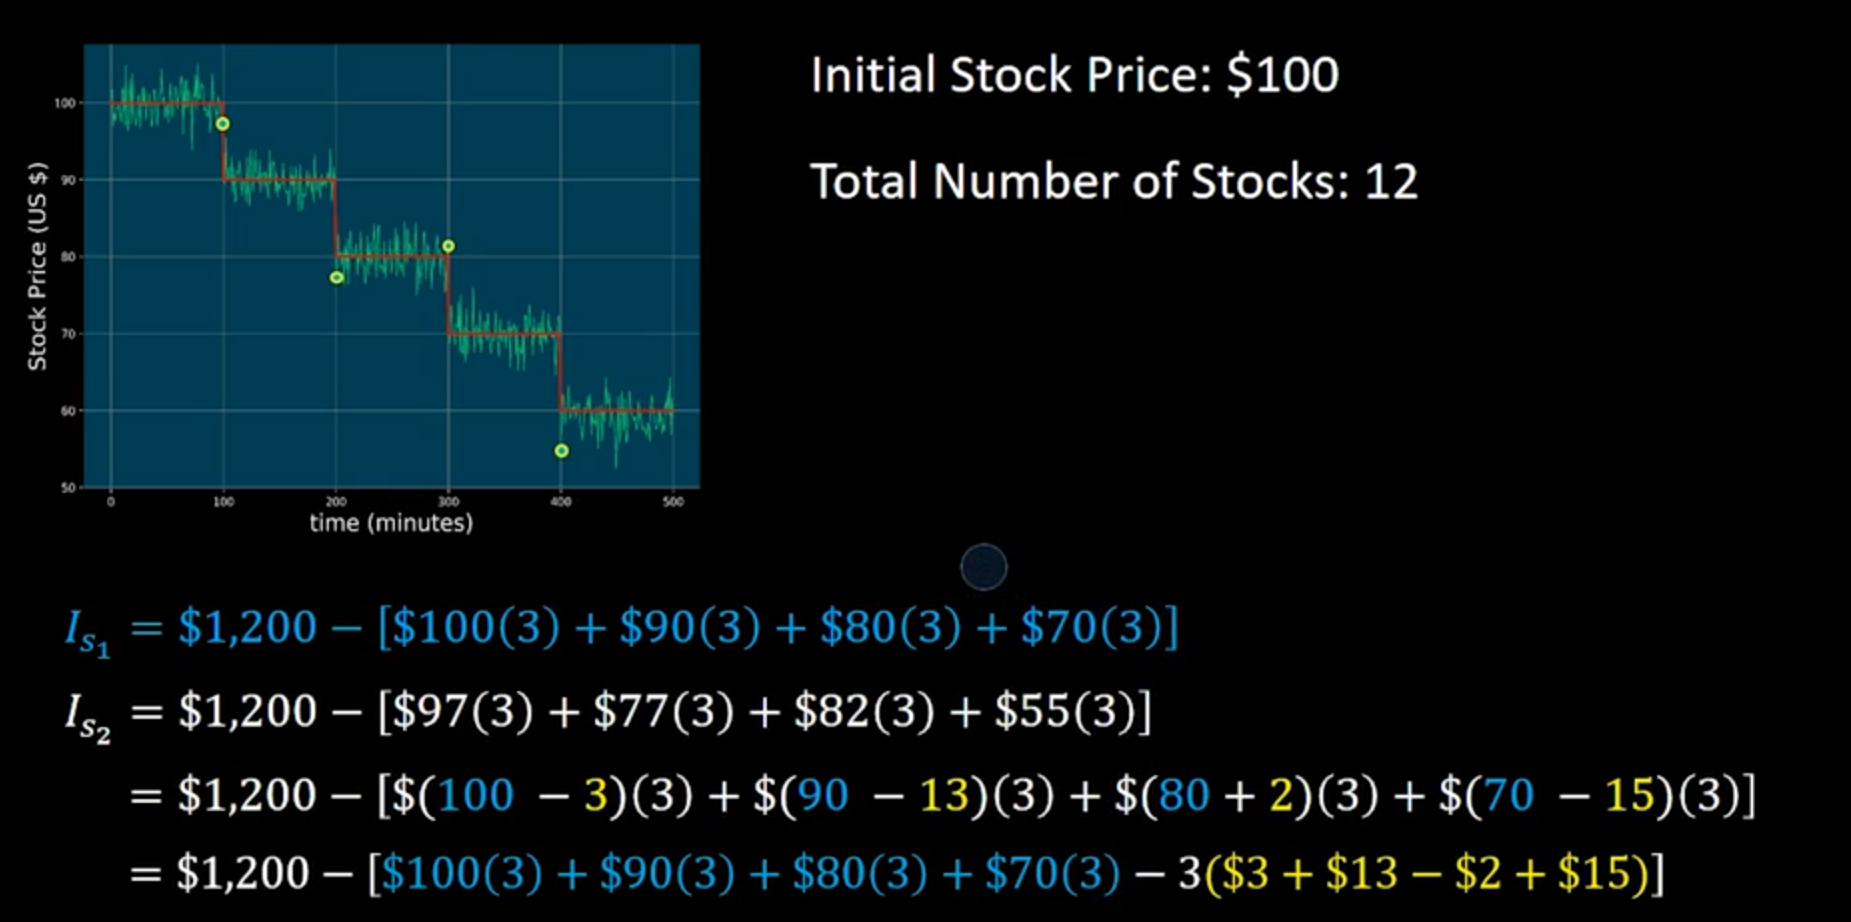 Initial Stock Price: $100
Total Number of Stocks: 12
Stock Price (US $)
100
90
80
70
60
50
0 100 200 300 400 500
time (minutes)
I_{s_1} = $1,200 − [$100(3) + $90(3) + $80(3) + $70(3)]
I_{s_2} = $1,200 − [$97(3) + $77(3) + $82(3) + $55(3)]
= $1,200 − [$(100 − 3)(3) + $(90 − 13)(3) + $(80 + 2)(3) + $(70 − 15)(3)]
= $1,200 − [$100(3) + $90(3) + $80(3) + $70(3) − 3($3 + $13 − $2 + $15)]